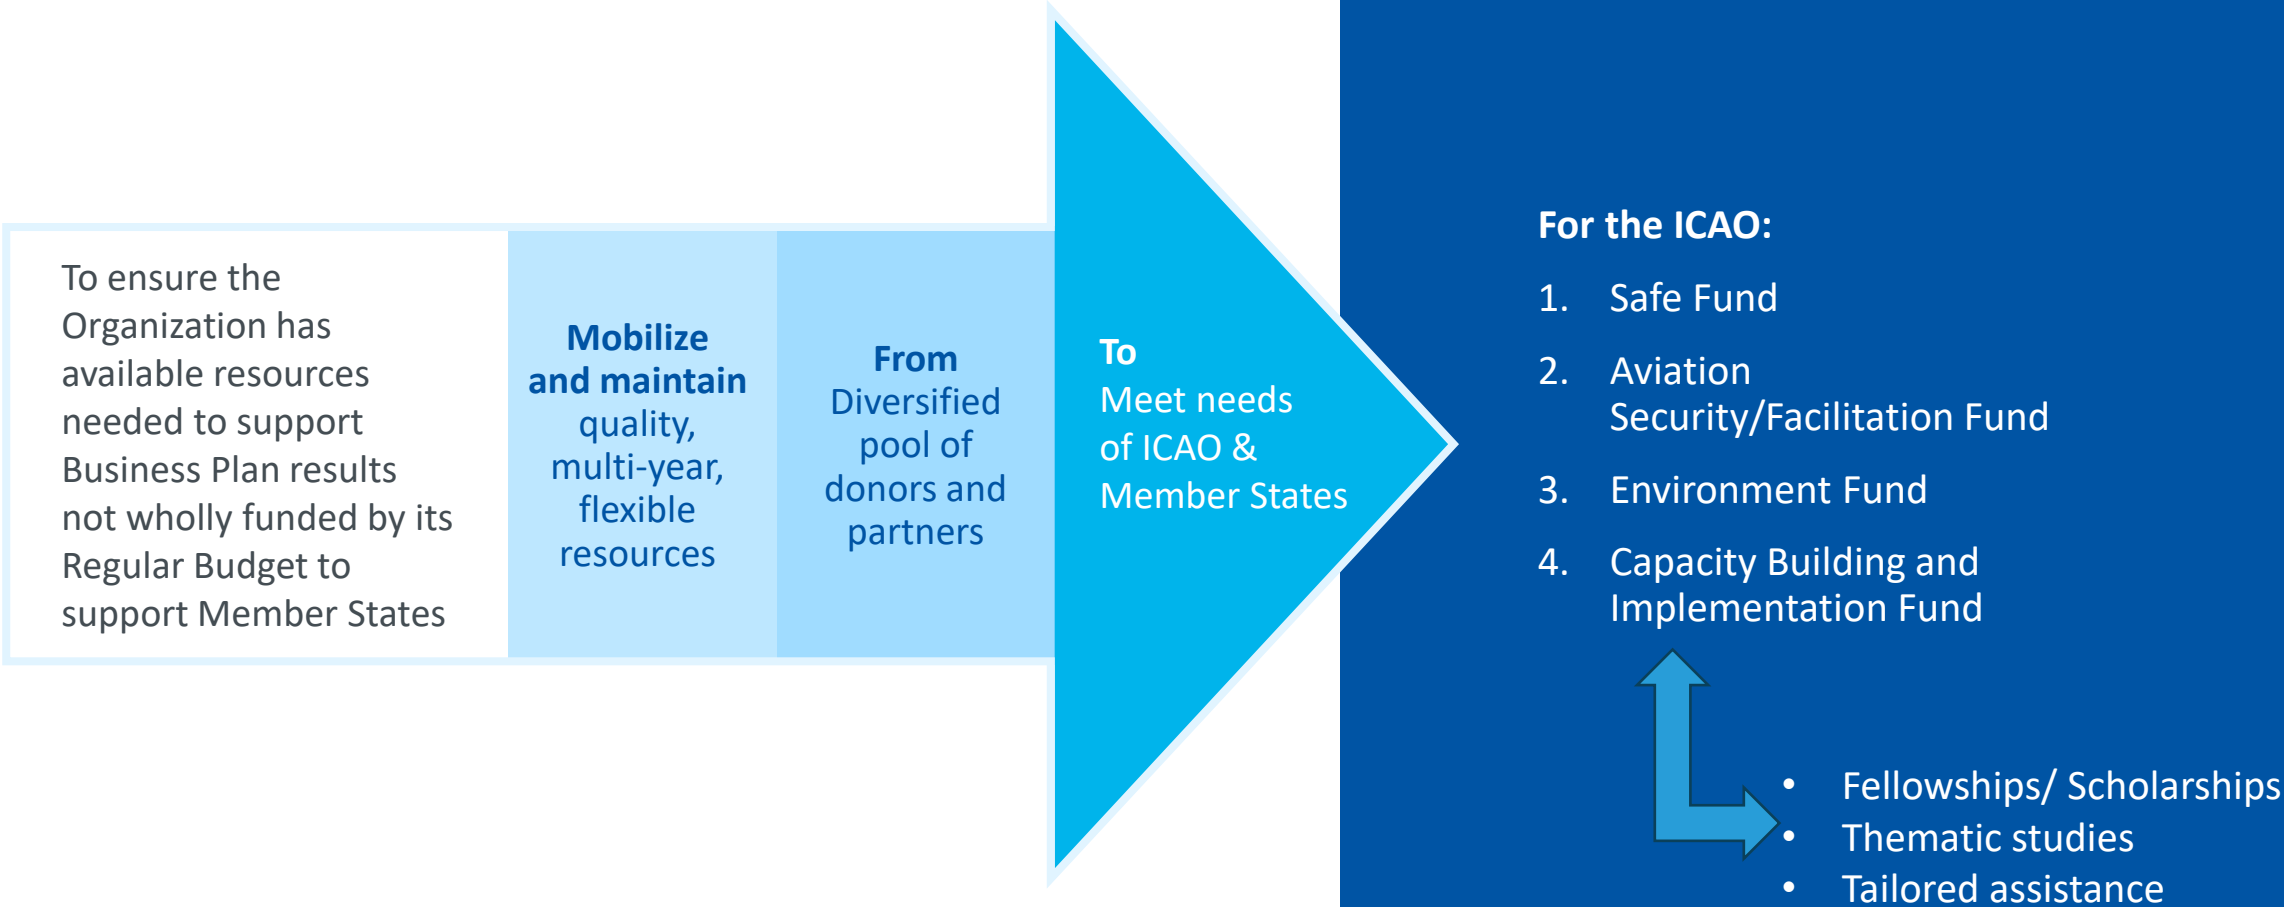 To ensure the
Organization has
available resources
needed to support
Business Plan results
not wholly funded by its
Regular Budget to
support Member States
Mobilize
and maintain
quality,
multi-year,
flexible
resources
From
Diversified
pool of
donors and
partners
To
Meet needs
of ICAO &
Member States
For the ICAO:
1. Safe Fund
2. Aviation
Security/Facilitation Fund
3. Environment Fund
4. Capacity Building and
Implementation Fund
• Fellowships/ Scholarships
• Thematic studies
• Tailored assistance